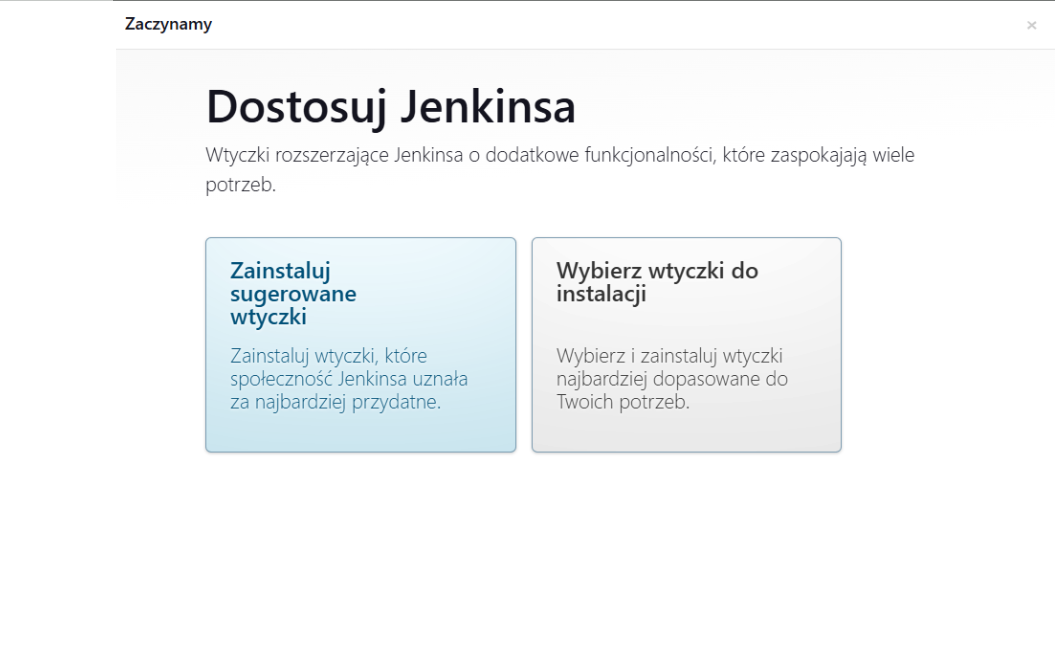 Zaczynamy
×
Dostosuj Jenkinsa
Wtyczki rozszerzające Jenkinsa o dodatkowe funkcjonalności, które zaspokajają wiele
potrzeb.
Zainstaluj
sugerowane
wtyczki
Zainstaluj wtyczki, które
społeczność Jenkinsa uznała
za najbardziej przydatne.
Wybierz wtyczki do
instalacji
Wybierz i zainstaluj wtyczki
najbardziej dopasowane do
Twoich potrzeb.